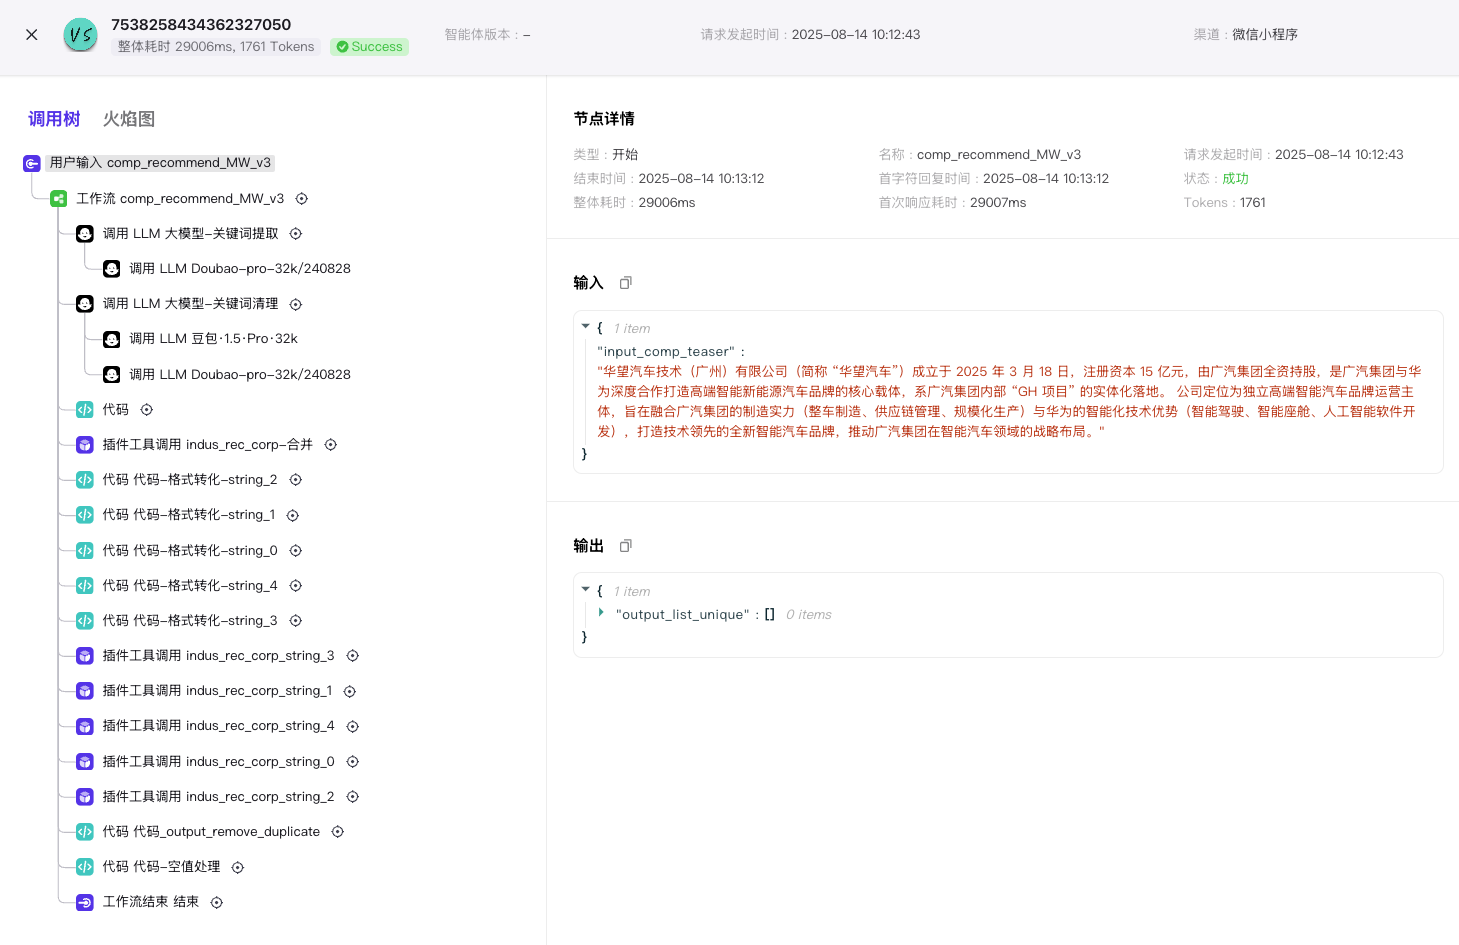 7538258434362327050
整体耗时 29006ms, 1761 Tokens
Success
智能体版本：–
请求发起时间：2025-08-14 10:12:43
渠道：微信小程序
VS
调用树 火焰图
用户输入 comp_recommend_MW_v3
工作流 comp_recommend_MW_v3
调用 LLM 大模型-关键词提取
调用 LLM Doubao-pro-32k/240828
调用 LLM 大模型-关键词清理
调用 LLM 豆包·1.5·Pro·32k
调用 LLM Doubao-pro-32k/240828
代码
插件工具调用 indus_rec_corp-合并
代码 代码-格式转化-string_2
代码 代码-格式转化-string_1
代码 代码-格式转化-string_0
代码 代码-格式转化-string_4
代码 代码-格式转化-string_3
插件工具调用 indus_rec_corp_string_3
插件工具调用 indus_rec_corp_string_1
插件工具调用 indus_rec_corp_string_4
插件工具调用 indus_rec_corp_string_0
插件工具调用 indus_rec_corp_string_2
代码 代码_output_remove_duplicate
代码 代码-空值处理
工作流结束 结束
节点详情
类型：开始
名称：comp_recommend_MW_v3
请求发起时间：2025-08-14 10:12:43
结束时间：2025-08-14 10:13:12
首字符回复时间：2025-08-14 10:13:12
状态：成功
整体耗时：29006ms
首次响应耗时：29007ms
Tokens：1761
输入
{ 1 item
"input_comp_teaser" :
"华望汽车技术（广州）有限公司（简称 “华望汽车”）成立于 2025 年 3 月 18 日，注册资本 15 亿元，由广汽集团全资持股，是广汽集团与华
为深度合作打造高端智能新能源汽车品牌的核心载体，系广汽集团内部 “GH 项目” 的实体化落地。 公司定位为独立高端智能汽车品牌运营主
体，旨在融合广汽集团的制造实力（整车制造、供应链管理、规模化生产）与华为的智能化技术优势（智能驾驶、智能座舱、人工智能软件开
发），打造技术领先的全新智能汽车品牌，推动广汽集团在智能汽车领域的战略布局。"
}
输出
{ 1 item
"output_list_unique" : [] 0 items
}